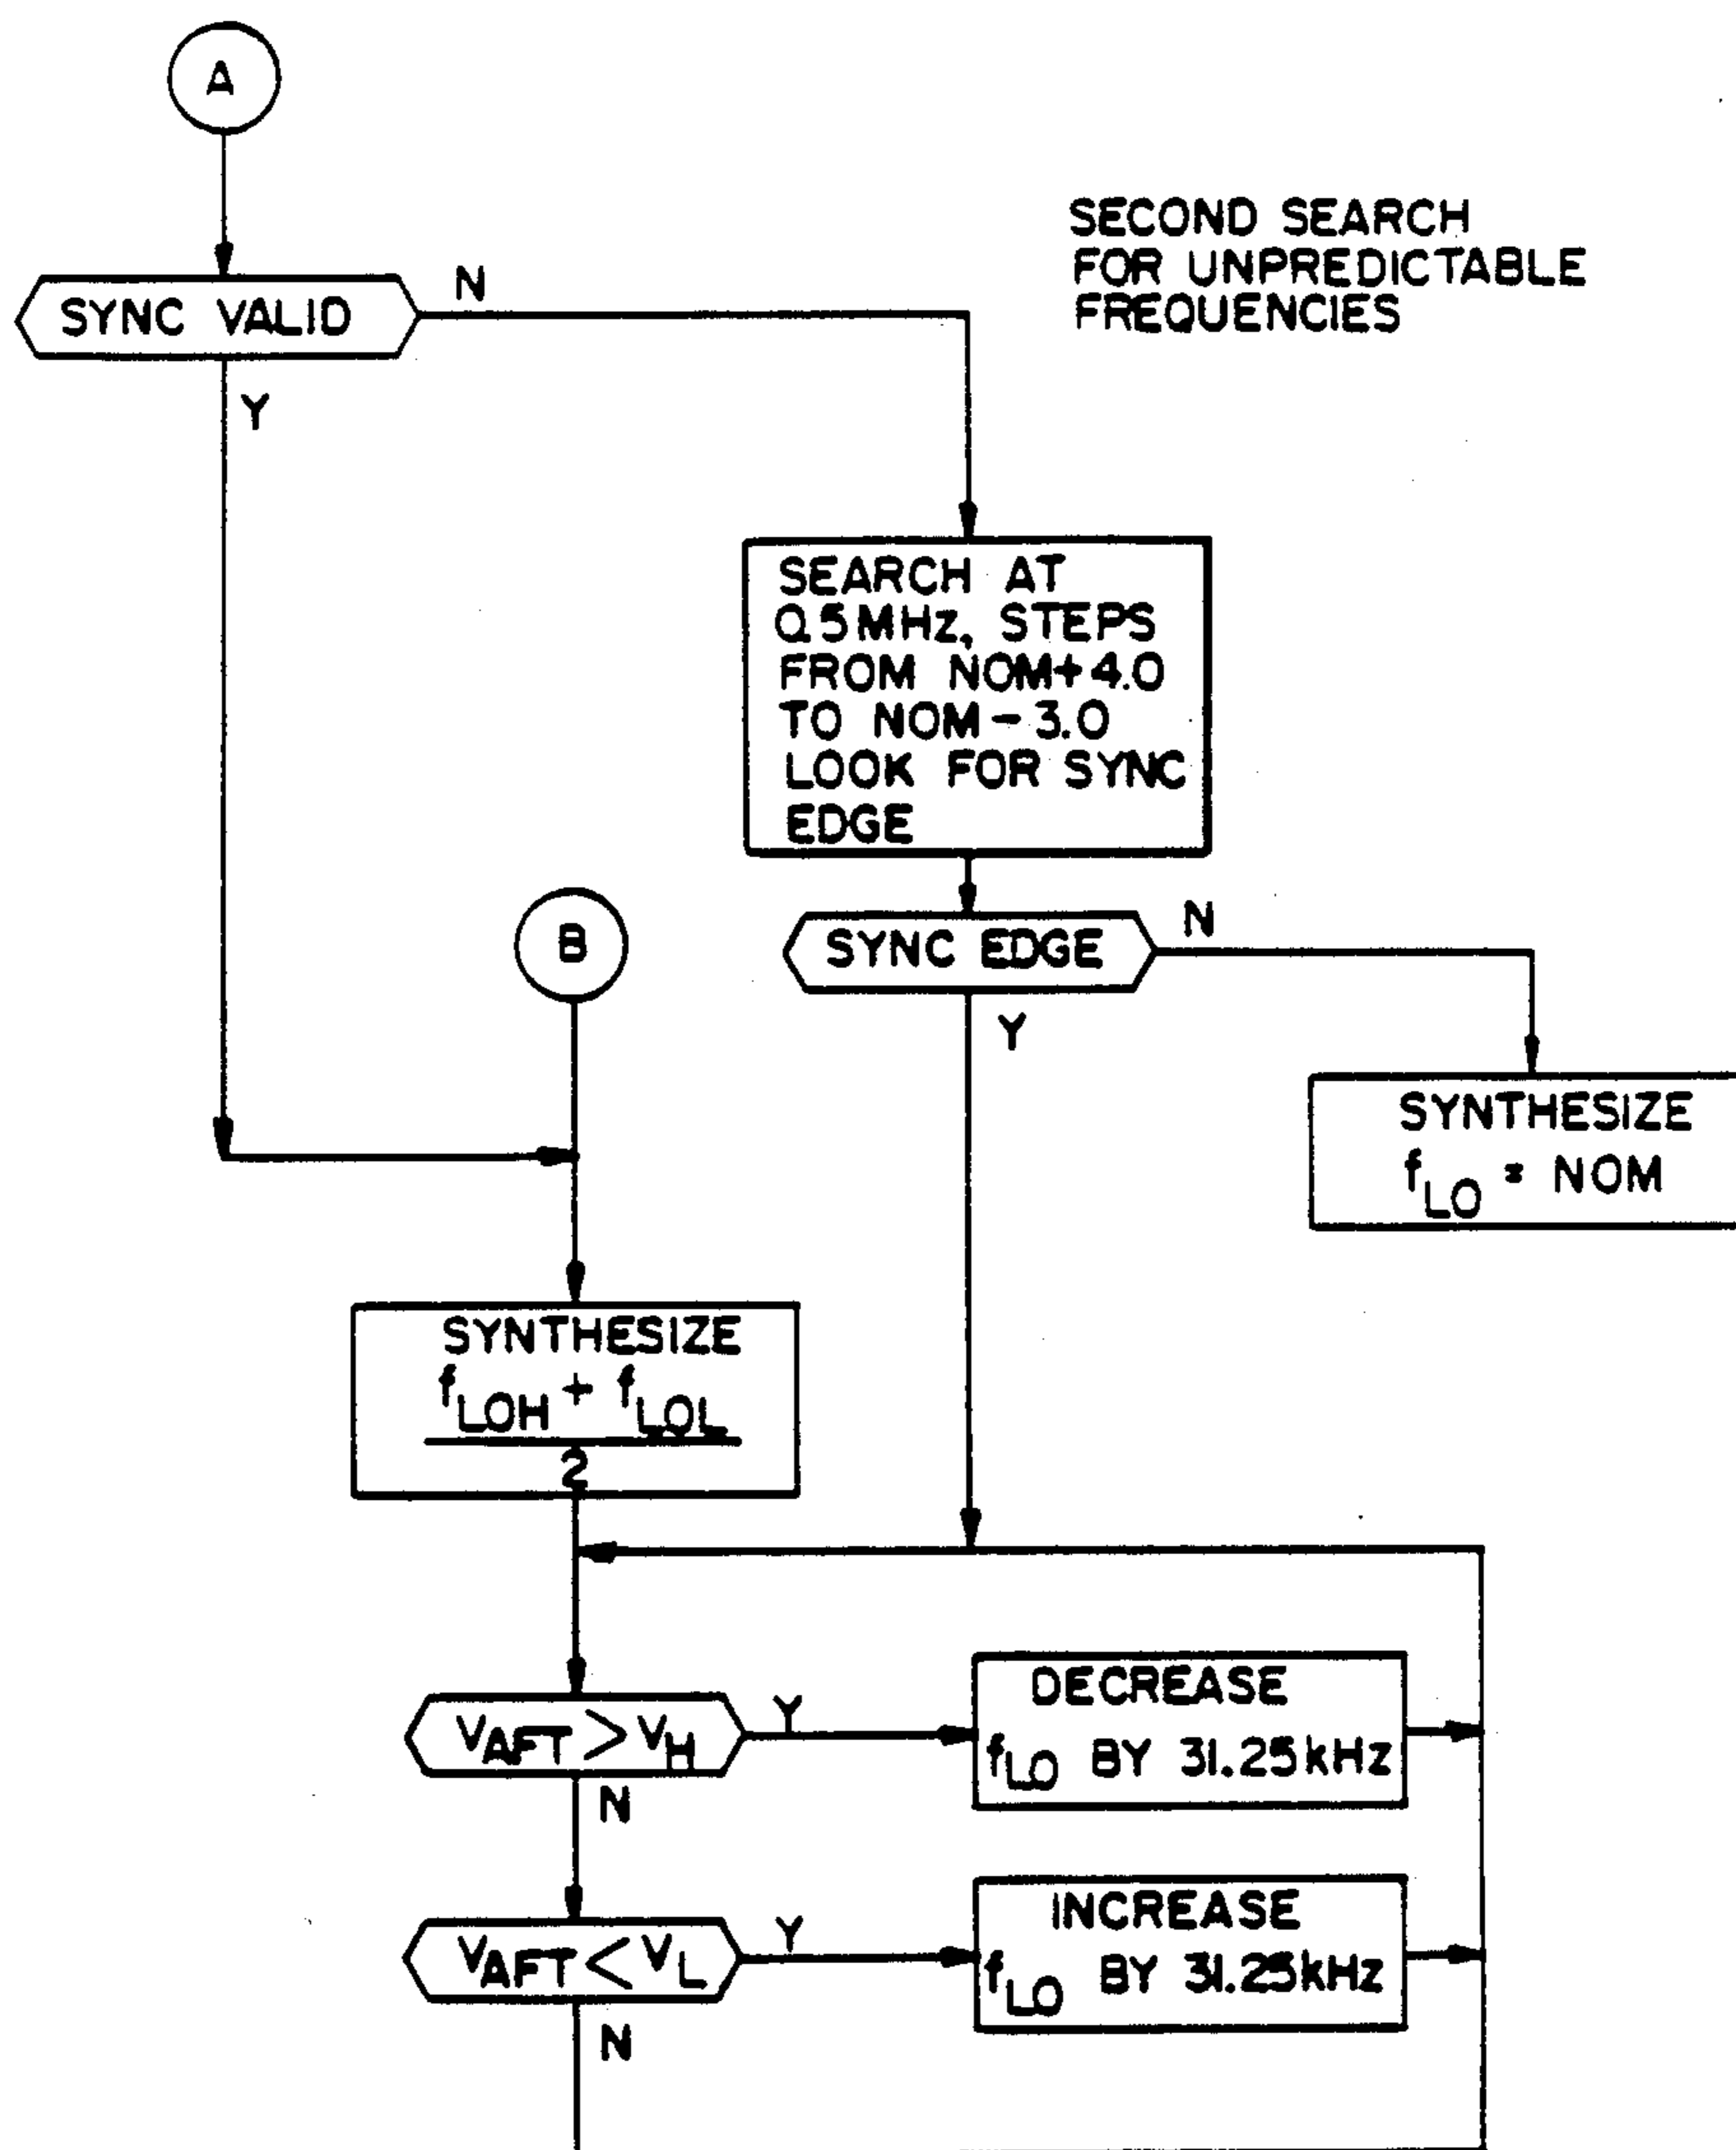 A
SECOND SEARCH
FOR UNPREDICTABLE
FREQUENCIES
SYNC VALID
N
Y
SEARCH AT
0.5MHz, STEPS
FROM NOM+4.0
TO NOM-3.0
LOOK FOR SYNC
EDGE
B
SYNC EDGE
N
Y
SYNTHESIZE
fLO = NOM
SYNTHESIZE
fLOH + fLOL
2
VAFT > VH
Y
DECREASE
fLO BY 31.25kHz
N
VAFT < VL
Y
INCREASE
fLO BY 31.25kHz
N